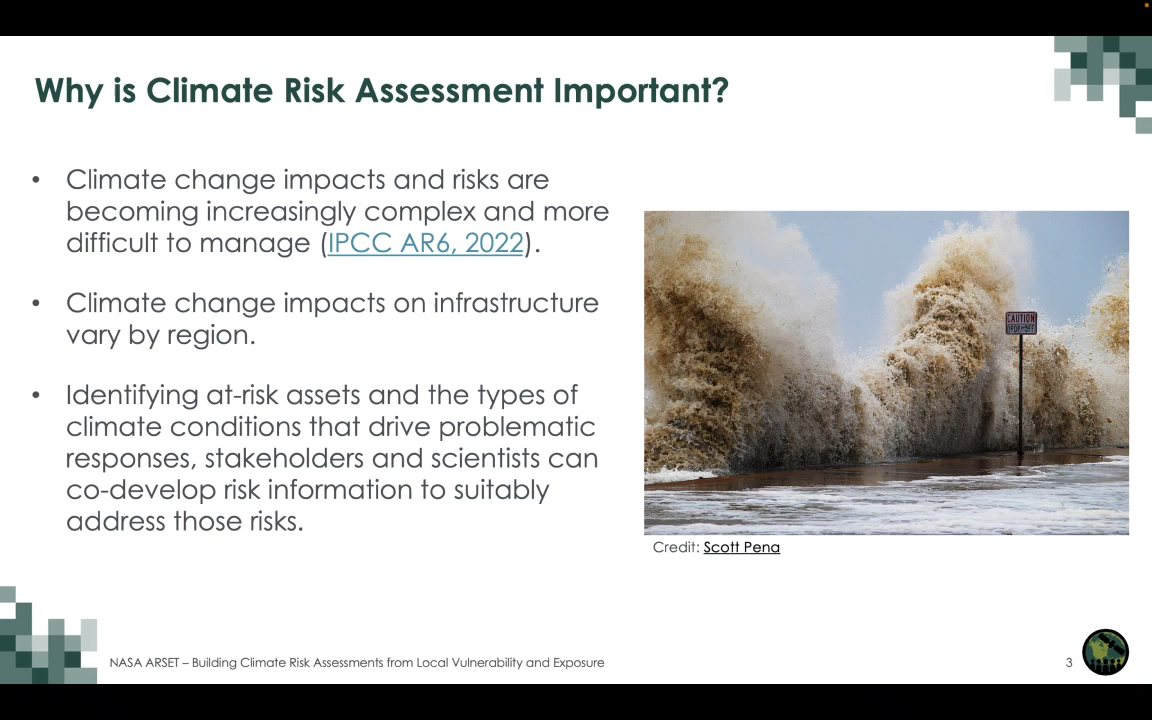 Why is Climate Risk Assessment Important?
• Climate change impacts and risks are
becoming increasingly complex and more
difficult to manage (IPCC AR6, 2022).
• Climate change impacts on infrastructure
vary by region.
• Identifying at-risk assets and the types of
climate conditions that drive problematic
responses, stakeholders and scientists can
co-develop risk information to suitably
address those risks.
CAUTION
DROP OFF
Credit: Scott Pena
NASA ARSET – Building Climate Risk Assessments from Local Vulnerability and Exposure
3